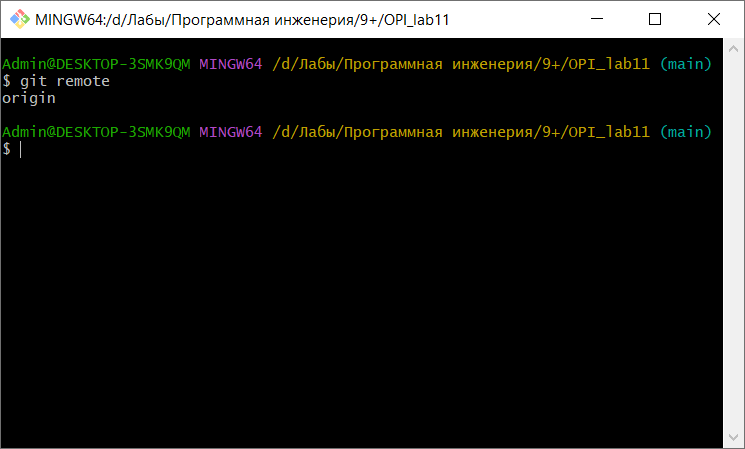 MINGW64:/d/Лабы/Программная инженерия/9+/OPI_lab11
Admin@DESKTOP-3SMK9QM MINGW64 /d/Лабы/Программная инженерия/9+/OPI_lab11 (main)
$ git remote
origin
Admin@DESKTOP-3SMK9QM MINGW64 /d/Лабы/Программная инженерия/9+/OPI_lab11 (main)
$